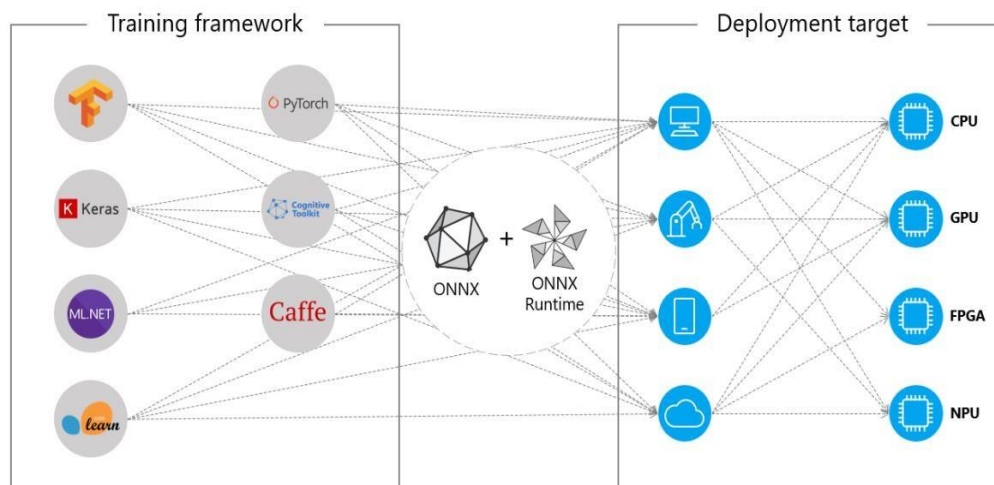 Training framework
Deployment target
PyTorch
K Keras
Cognitive
Toolkit
ML.NET
Caffe
learn
ONNX
+
ONNX
Runtime
CPU
GPU
FPGA
NPU